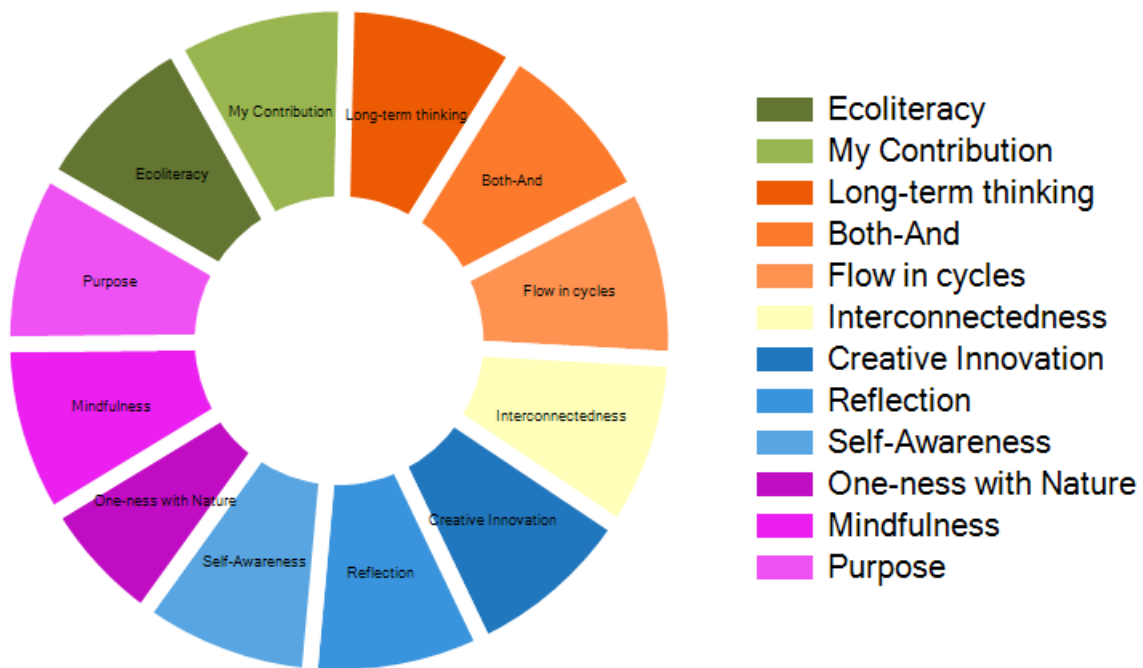 My Contribution
Long-term thinking
Ecoliteracy
Both-And
Purpose
Flow in cycles
Mindfulness
Interconnectedness
One-ness with Nature
Creative Innovation
Self-Awareness
Reflection
Ecoliteracy
My Contribution
Long-term thinking
Both-And
Flow in cycles
Interconnectedness
Creative Innovation
Reflection
Self-Awareness
One-ness with Nature
Mindfulness
Purpose